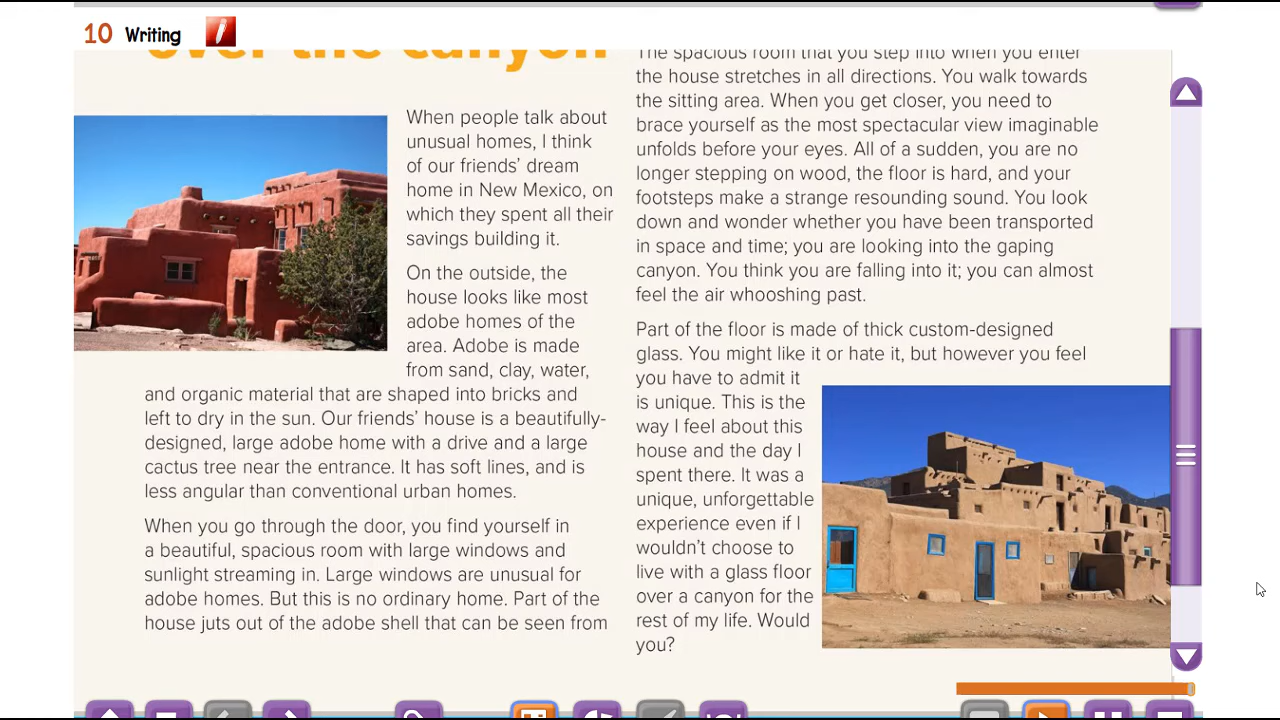 10 Writing
over the canyon
When people talk about
unusual homes, I think
of our friends’ dream
home in New Mexico, on
which they spent all their
savings building it.
On the outside, the
house looks like most
adobe homes of the
area. Adobe is made
from sand, clay, water,
and organic material that are shaped into bricks and
left to dry in the sun. Our friends’ house is a beautifully-
designed, large adobe home with a drive and a large
cactus tree near the entrance. It has soft lines, and is
less angular than conventional urban homes.
When you go through the door, you find yourself in
a beautiful, spacious room with large windows and
sunlight streaming in. Large windows are unusual for
adobe homes. But this is no ordinary home. Part of the
house juts out of the adobe shell that can be seen from
The spacious room that you step into when you enter
the house stretches in all directions. You walk towards
the sitting area. When you get closer, you need to
brace yourself as the most spectacular view imaginable
unfolds before your eyes. All of a sudden, you are no
longer stepping on wood, the floor is hard, and your
footsteps make a strange resounding sound. You look
down and wonder whether you have been transported
in space and time; you are looking into the gaping
canyon. You think you are falling into it; you can almost
feel the air whooshing past.
Part of the floor is made of thick custom-designed
glass. You might like it or hate it, but however you feel
you have to admit it
is unique. This is the
way I feel about this
house and the day I
spent there. It was a
unique, unforgettable
experience even if I
wouldn’t choose to
live with a glass floor
over a canyon for the
rest of my life. Would
you?